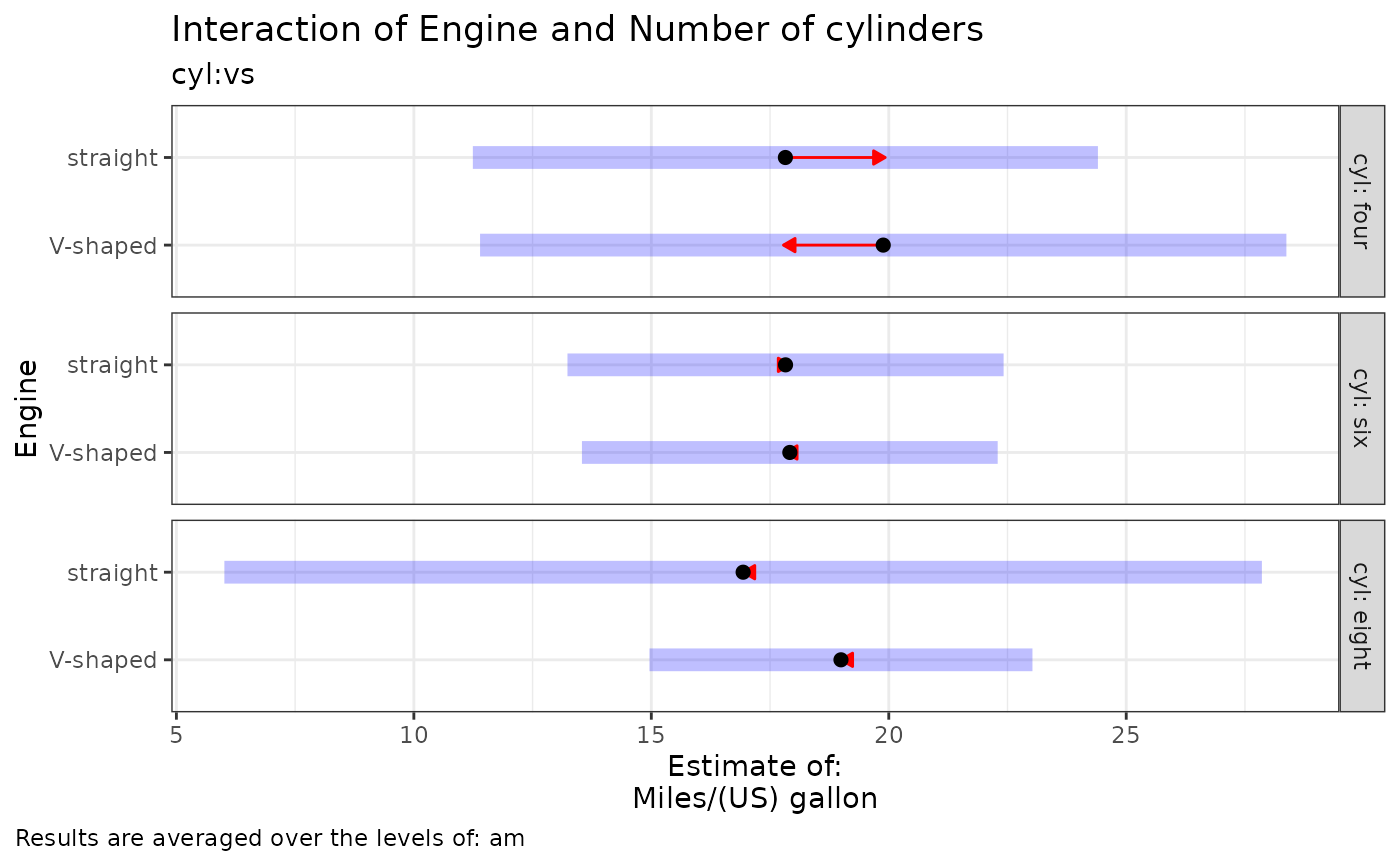 Interaction of Engine and Number of cylinders
cyl:vs
straight
V-shaped
cyl: four
Engine
straight
V-shaped
cyl: six
straight
V-shaped
cyl: eight
5 10 15 20 25
Estimate of:
Miles/(US) gallon
Results are averaged over the levels of: am